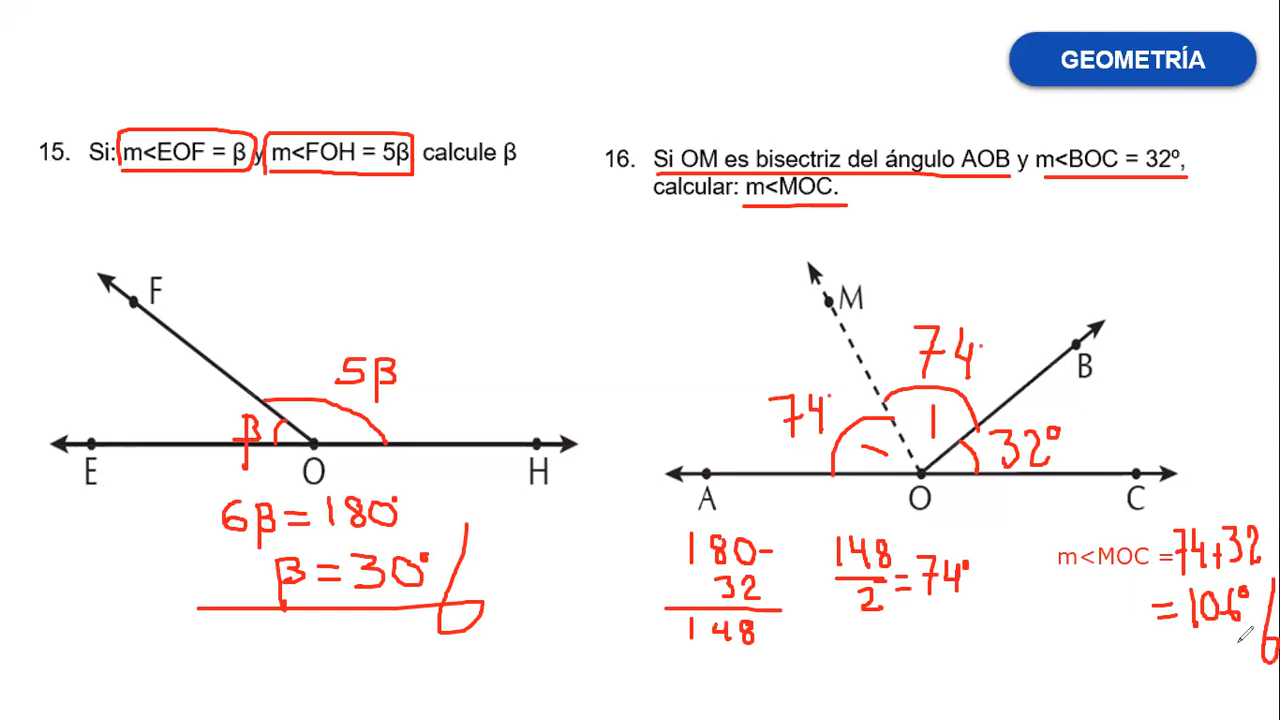 GEOMETRÍA
15. Si: m<EOF = β y m<FOH = 5β, calcule β
F
5β
β
E
O
H
6β = 180°
β = 30°
16. Si OM es bisectriz del ángulo AOB y m<BOC = 32º,
calcular: m<MOC.
M
74°
B
74°
32°
A
O
C
180-
32
148
148/2 = 74°
m<MOC = 74+32
= 106°